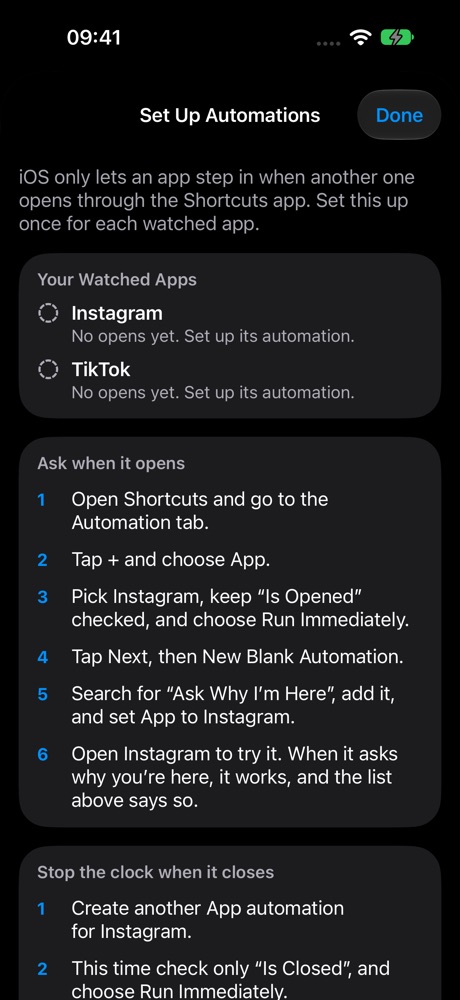 09:41
Set Up Automations
Done
iOS only lets an app step in when another one
opens through the Shortcuts app. Set this up
once for each watched app.
Your Watched Apps
Instagram
No opens yet. Set up its automation.
TikTok
No opens yet. Set up its automation.
Ask when it opens
1 Open Shortcuts and go to the
Automation tab.
2 Tap + and choose App.
3 Pick Instagram, keep “Is Opened”
checked, and choose Run Immediately.
4 Tap Next, then New Blank Automation.
5 Search for “Ask Why I’m Here”, add it,
and set App to Instagram.
6 Open Instagram to try it. When it asks
why you’re here, it works, and the list
above says so.
Stop the clock when it closes
1 Create another App automation
for Instagram.
2 This time check only “Is Closed”, and
choose Run Immediately.